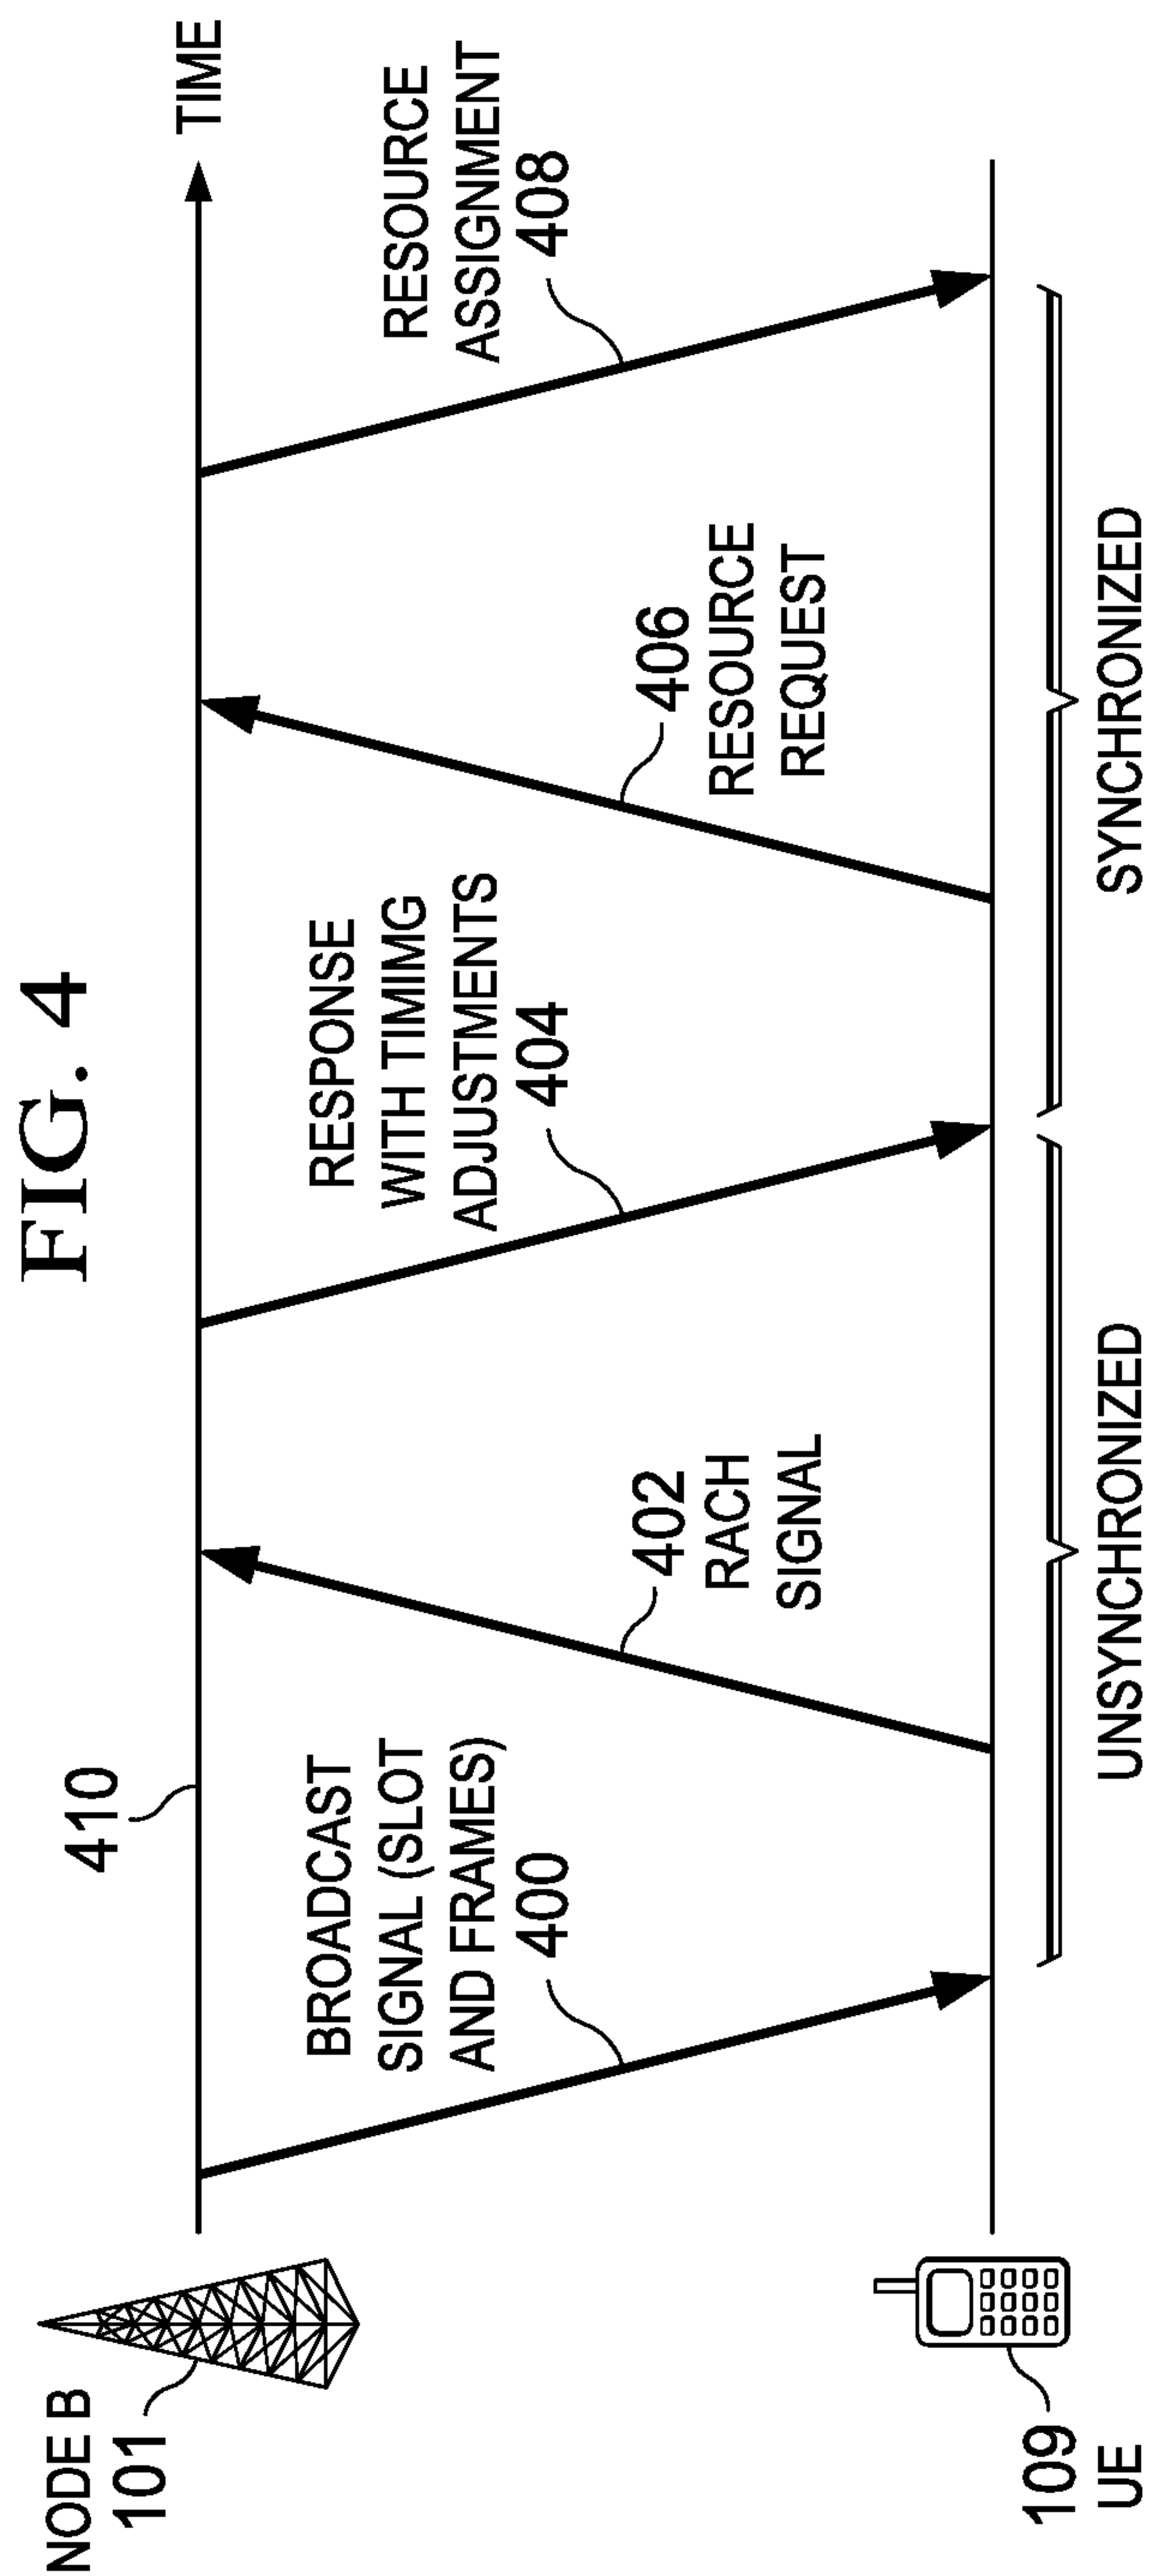 FIG. 4
NODE B
101
410
TIME
BROADCAST
SIGNAL (SLOT
AND FRAMES)
400
402
RACH
SIGNAL
RESPONSE
WITH TIMIMG
ADJUSTMENTS
404
406
RESOURCE
REQUEST
RESOURCE
ASSIGNMENT
408
109
UE
UNSYNCHRONIZED
SYNCHRONIZED